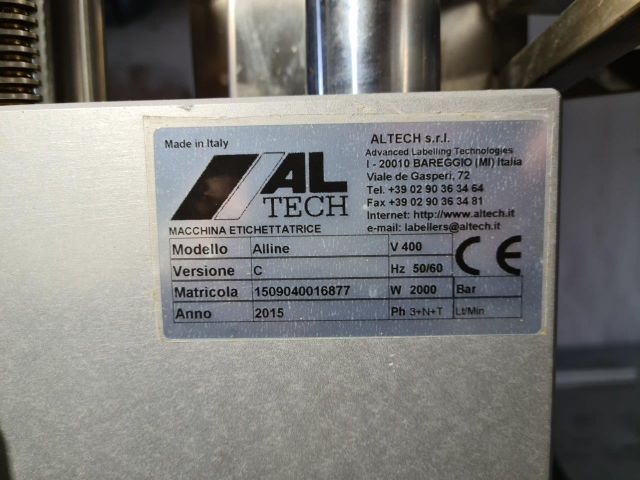 Made in Italy
AL
TECH
ALTECH s.r.l.
Advanced Labelling Technologies
I - 20010 BAREGGIO (MI) Italia
Viale de Gasperi, 72
Tel. +39 02 90 36 34 64
Fax +39 02 90 36 34 81
Internet: http://www.altech.it
e-mail: labellers@altech.it
MACCHINA ETICHETTATRICE
Modello Alline V 400
Versione C Hz 50/60
Matricola 1509040016877 W 2000 Bar
Anno 2015 Ph 3+N+T Lt/Min
CE